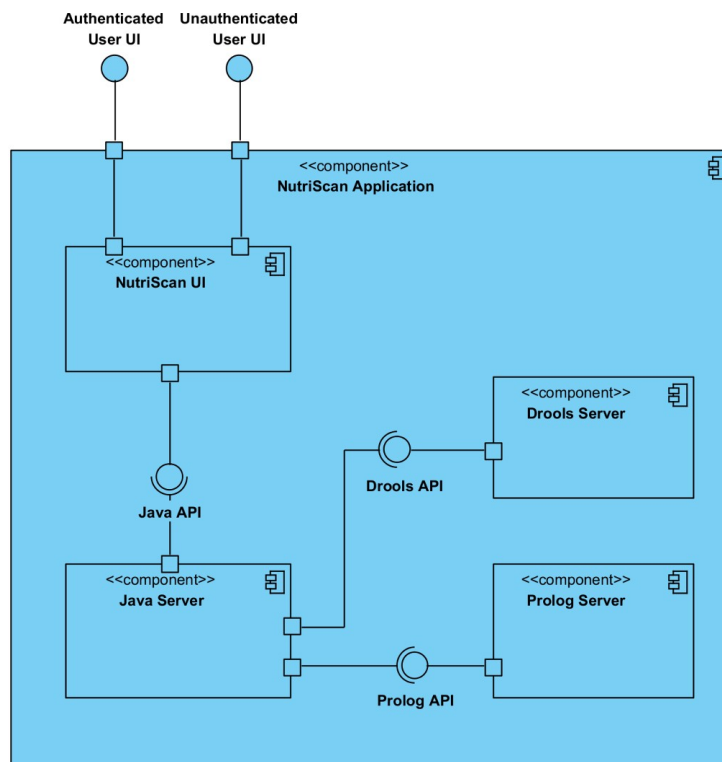 Authenticated
User UI
Unauthenticated
User UI
<<component>>
NutriScan Application
<<component>>
NutriScan UI
<<component>>
Drools Server
Drools API
Java API
<<component>>
Java Server
<<component>>
Prolog Server
Prolog API